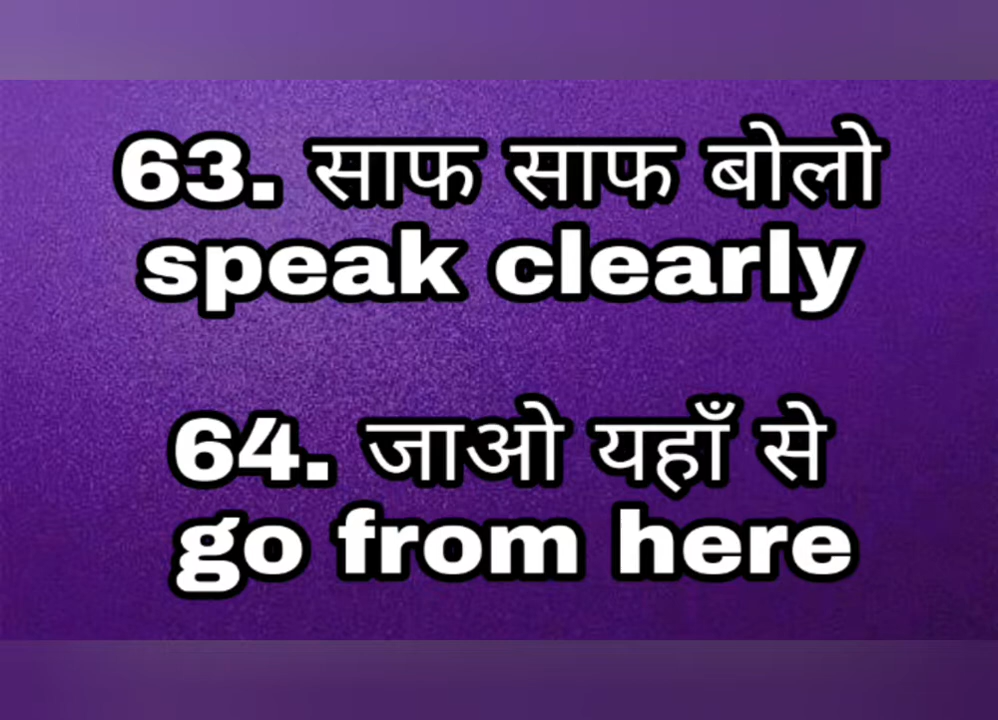 63. साफ साफ बोलो
speak clearly
64. जाओ यहाँ से
go from here